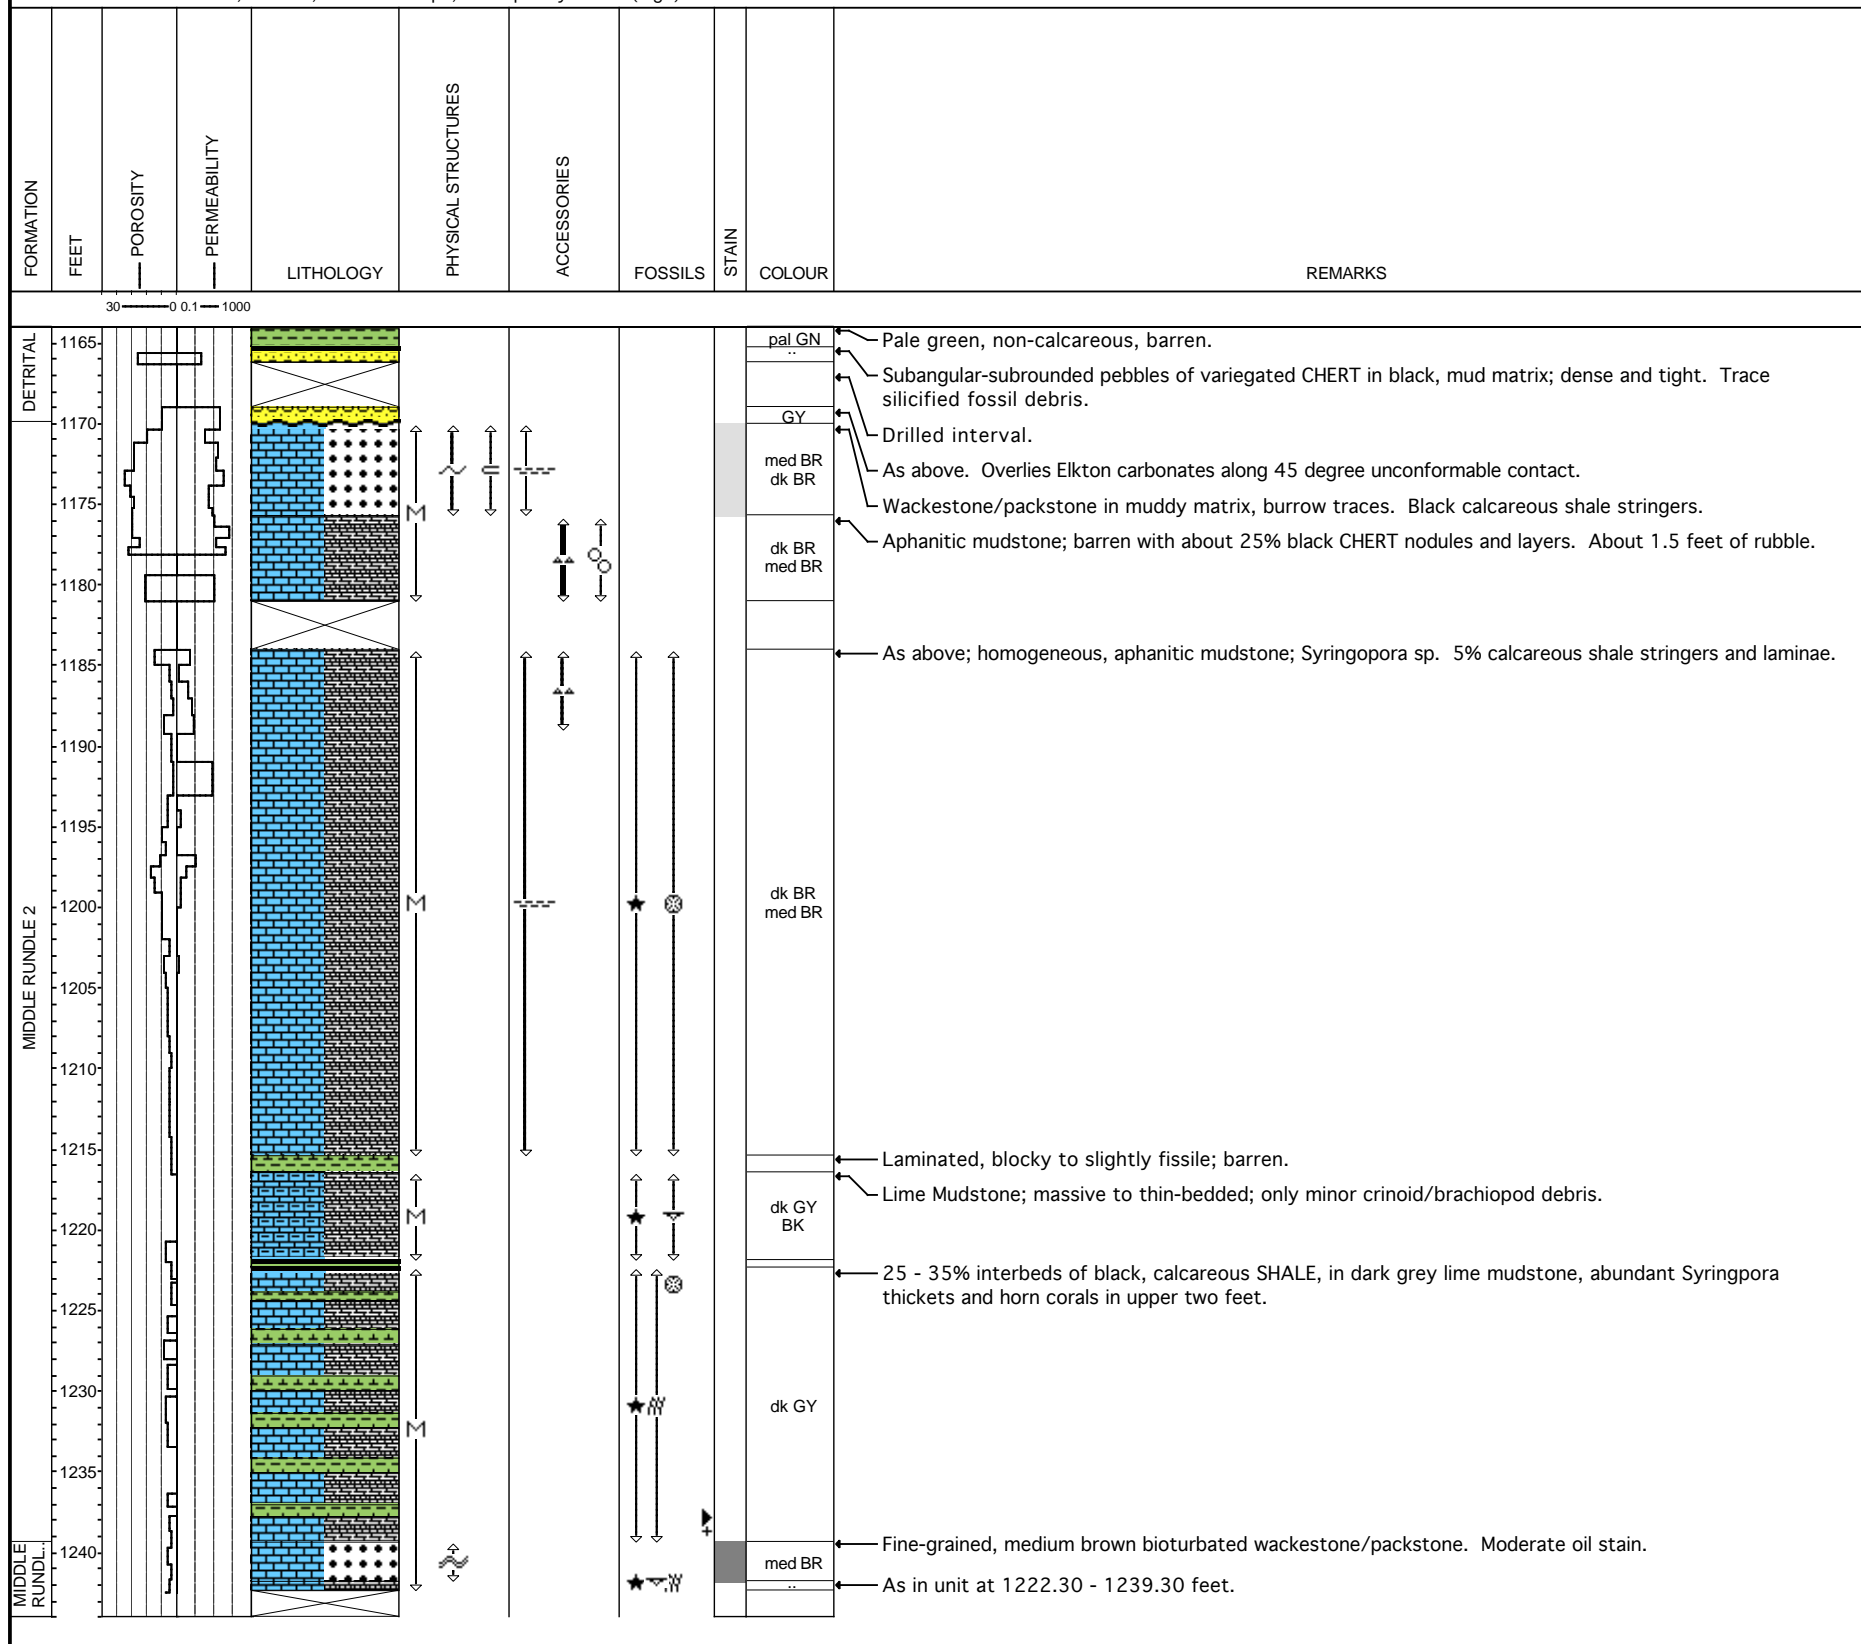 FORMATION
FEET
POROSITY
PERMEABILITY
LITHOLOGY
PHYSICAL STRUCTURES
ACCESSORIES
FOSSILS
STAIN
COLOUR
REMARKS
30 0 0.1 1000
DETRITAL
MIDDLE RUNDLE 2
MIDDLE
RUNDL..
1165
1170
1175
1180
1185
1190
1195
1200
1205
1210
1215
1220
1225
1230
1235
1240
M
M
M
M
pal GN
..
GY
med BR
dk BR
dk BR
med BR
dk BR
med BR
dk GY
BK
dk GY
med BR
..
Pale green, non-calcareous, barren.
Subangular-subrounded pebbles of variegated CHERT in black, mud matrix; dense and tight. Trace
silicified fossil debris.
Drilled interval.
As above. Overlies Elkton carbonates along 45 degree unconformable contact.
Wackestone/packstone in muddy matrix, burrow traces. Black calcareous shale stringers.
Aphanitic mudstone; barren with about 25% black CHERT nodules and layers. About 1.5 feet of rubble.
As above; homogeneous, aphanitic mudstone; Syringopora sp. 5% calcareous shale stringers and laminae.
Laminated, blocky to slightly fissile; barren.
Lime Mudstone; massive to thin-bedded; only minor crinoid/brachiopod debris.
25 - 35% interbeds of black, calcareous SHALE, in dark grey lime mudstone, abundant Syringpora
thickets and horn corals in upper two feet.
Fine-grained, medium brown bioturbated wackestone/packstone. Moderate oil stain.
As in unit at 1222.30 - 1239.30 feet.